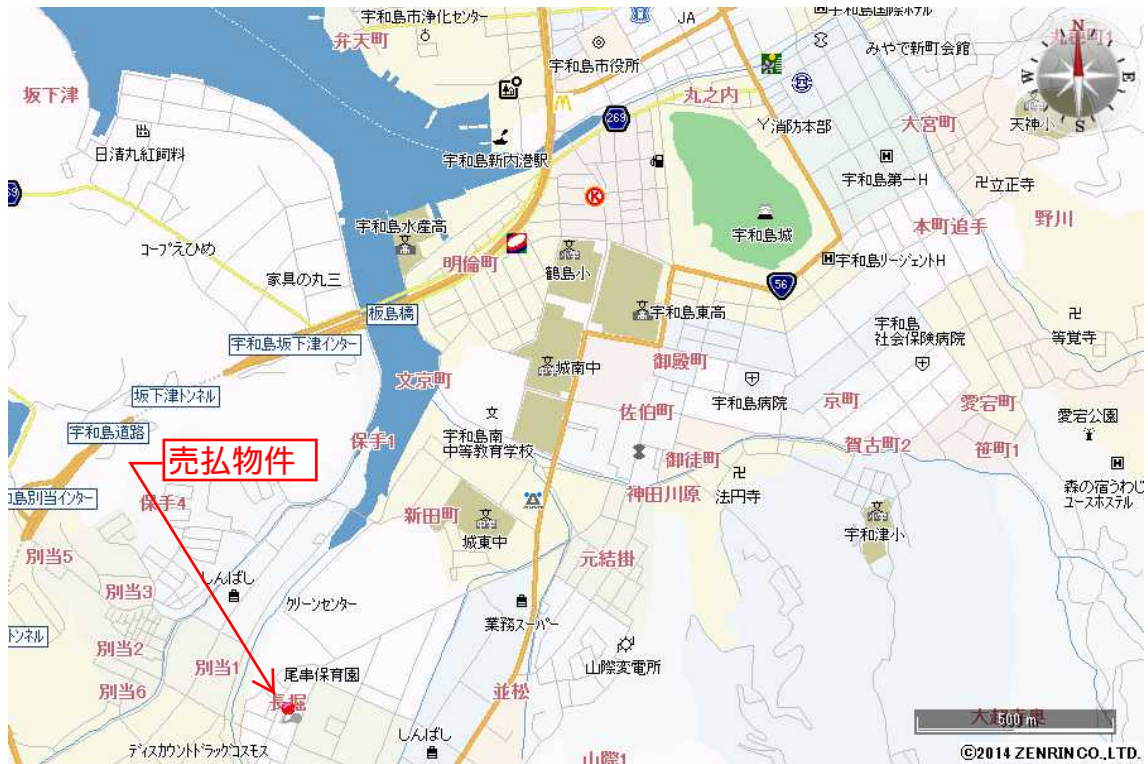 宇和島市浄化センター
JA
宇和島国際ホテル
弁天町
宇和島市役所
みやで新町会館
N
W
E
S
坂下津
丸之内
269
消防本部
大宮町
天神小
日清丸紅飼料
宇和島新内港駅
宇和島第一H
卍立正寺
K
宇和島水産高
宇和島城
本町追手
野川
コープえひめ
明倫町
鶴島小
宇和島リージェントH
家具の丸三
56
板島橋
宇和島東高
宇和島
社会保険病院
等覚寺
宇和島坂下津インター
御殿町
城南中
文京町
坂下津トンネル
佐伯町
宇和島病院
京町
愛宕町
愛宕公園
宇和島道路
保手1
宇和島南
中等教育学校
賀古町2
笹町1
売払物件
御徒町
法円寺
神田川原
森の宿うわじ
ユースホステル
島別当インター
保手4
新田町
城東中
宇和津小
別当5
元結掛
しんばし
別当3
クリーンセンター
業務スーパー
トンネル
別当2
別当1
尾串保育園
山際変電所
別当6
長堀
並松
500 m
ディスカウントドラッグコスモス
しんばし
山際1
©2014 ZENRIN CO.,LTD.